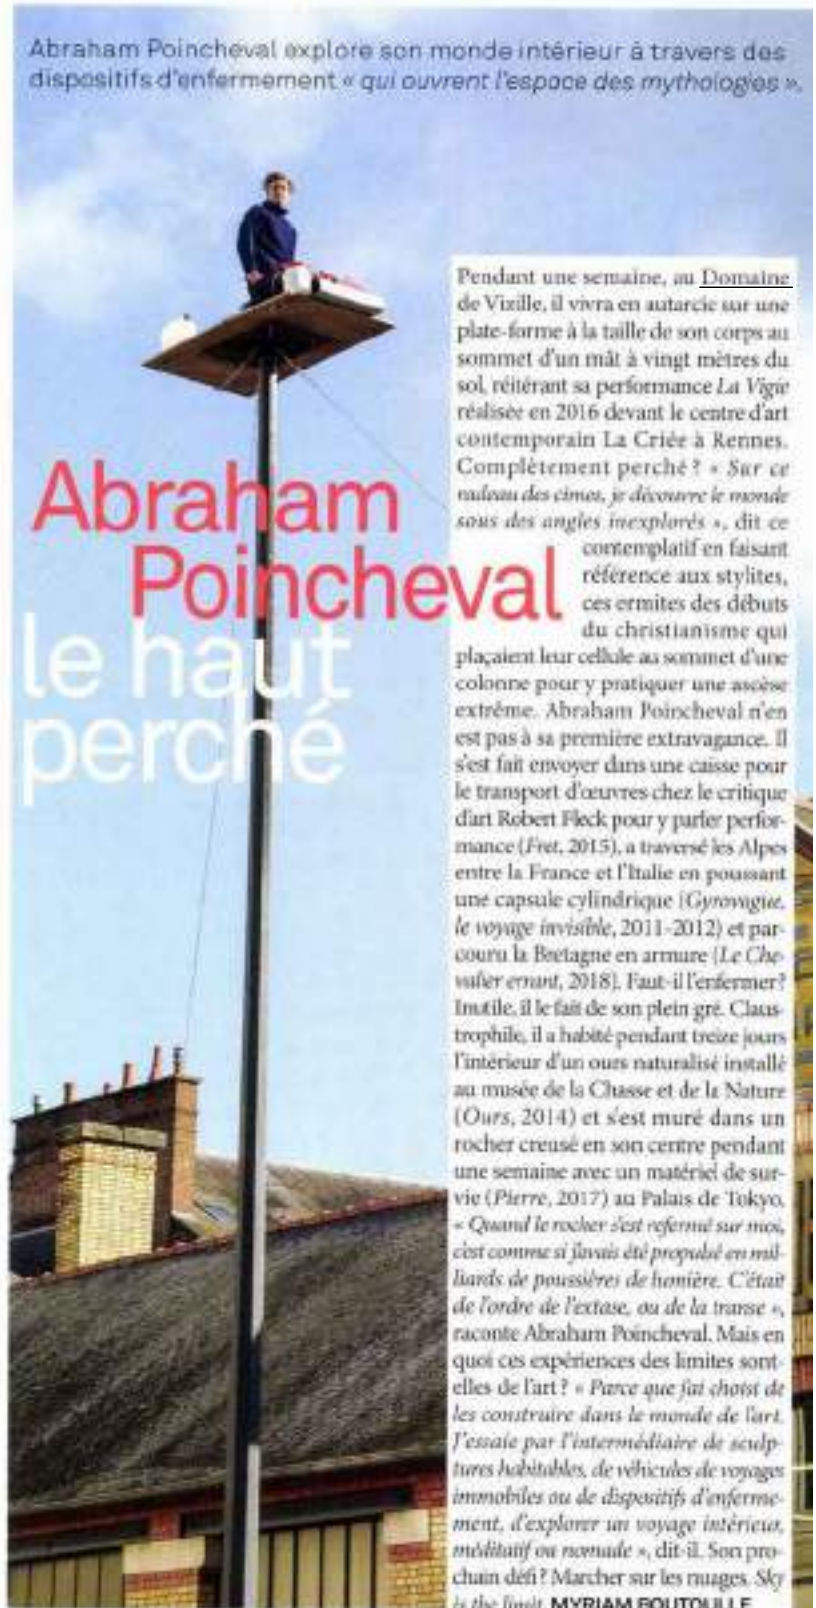 Abraham Poincheval explore son monde intérieur à travers des
dispositifs d'enfermement « qui ouvrent l'espace des mythologies ».
Abraham
Poincheval
le haut
perché
Pendant une semaine, au Domaine
de Vizille, il vivra en autarcie sur une
plate-forme à la taille de son corps au
sommet d'un mât à vingt mètres du
sol, réitérant sa performance La Vigie
réalisée en 2016 devant le centre d'art
contemporain La Criée à Rennes.
Complètement perché ? « Sur ce
radeau des cimes, je découvre le monde
sous des angles inexplorés », dit ce
contemplatif en faisant
référence aux stylites,
ces ermites des débuts
du christianisme qui
plaçaient leur cellule au sommet d'une
colonne pour y pratiquer une ascèse
extrême. Abraham Poincheval n'en
est pas à sa première extravagance. Il
s'est fait envoyer dans une caisse pour
le transport d'œuvres chez le critique
d'art Robert Fleck pour y parler perfor-
mance (Fret, 2015), a traversé les Alpes
entre la France et l'Italie en poussant
une capsule cylindrique (Gyrovague,
le voyage invisible, 2011-2012) et par-
couru la Bretagne en armure (Le Che-
valier errant, 2018). Faut-il l'enfermer ?
Inutile, il le fait de son plein gré. Claus-
trophile, il a habité pendant treize jours
l'intérieur d'un ours naturalisé installé
au musée de la Chasse et de la Nature
(Ours, 2014) et s'est muré dans un
rocher creusé en son centre pendant
une semaine avec un matériel de sur-
vie (Pierre, 2017) au Palais de Tokyo.
« Quand le rocher s'est refermé sur moi,
c'est comme si j'avais été propulsé en mil-
liards de poussières de lumière. C'était
de l'ordre de l'extase, ou de la transe »,
raconte Abraham Poincheval. Mais en
quoi ces expériences des limites sont-
elles de l'art ? « Parce que j'ai choisi de
les construire dans le monde de l'art.
J'essaie par l'intermédiaire de sculp-
tures habitables, de véhicules de voyages
immobiles ou de dispositifs d'enferme-
ment, d'explorer un voyage intérieur,
méditatif ou nomade », dit-il. Son pro-
chain défi ? Marcher sur les nuages. Sky
is the limit. MYRIAM BOUTOULLE